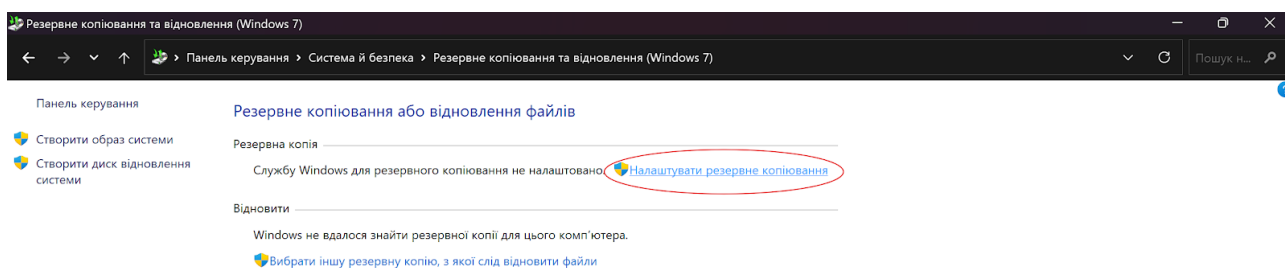 Резервне копіювання та відновлення (Windows 7)
Панель керування > Система й безпека > Резервне копіювання та відновлення (Windows 7)
Пошук н...
Панель керування
Створити образ системи
Створити диск відновлення
системи
Резервне копіювання або відновлення файлів
Резервна копія
Службу Windows для резервного копіювання не налаштовано. Налаштувати резервне копіювання
Відновити
Windows не вдалося знайти резервної копії для цього комп'ютера.
Вибрати іншу резервну копію, з якої слід відновити файли